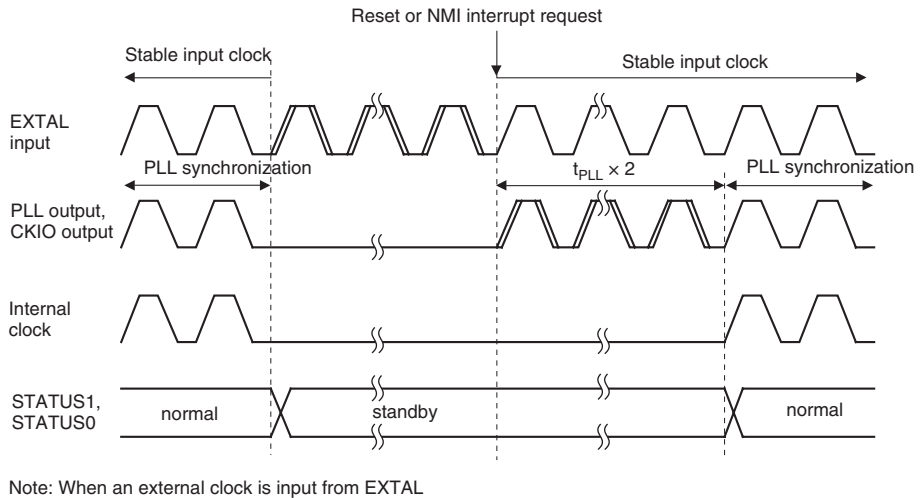 Reset or NMI interrupt request
Stable input clock
Stable input clock
EXTAL
input
PLL synchronization
tPLL × 2
PLL synchronization
PLL output,
CKIO output
Internal
clock
STATUS1,
STATUS0
normal
standby
normal
Note: When an external clock is input from EXTAL